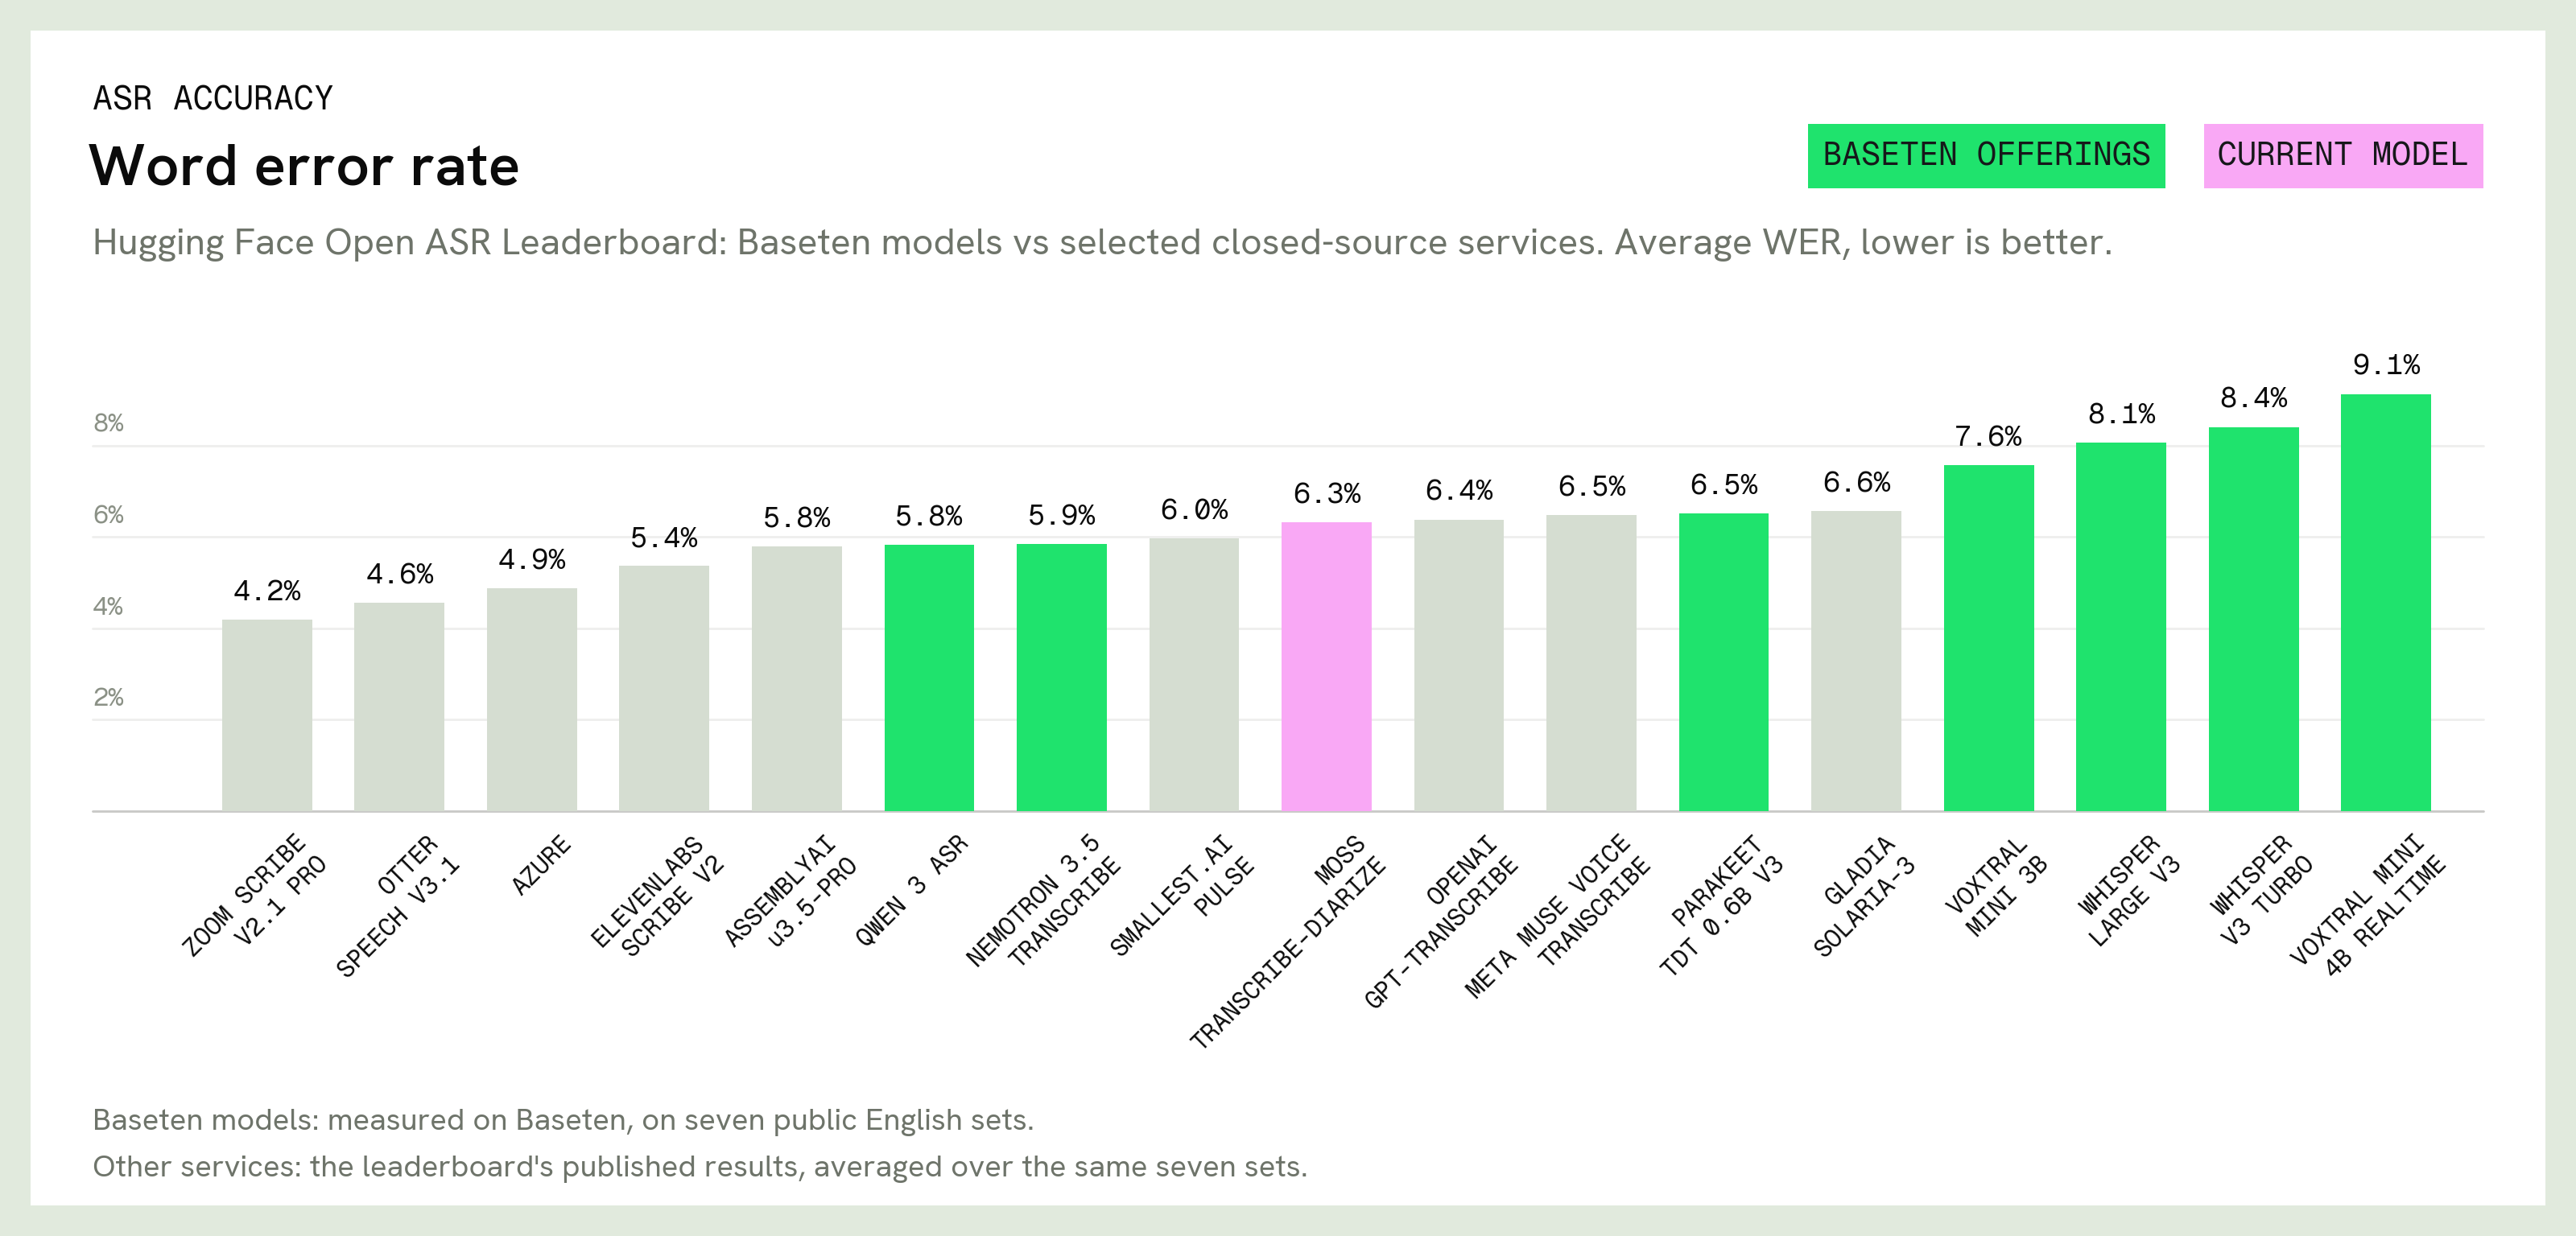 ASR ACCURACY
Word error rate
BASETEN OFFERINGS
CURRENT MODEL
Hugging Face Open ASR Leaderboard: Baseten models vs selected closed-source services. Average WER, lower is better.
8%
6%
4%
2%
4.2%
4.6%
4.9%
5.4%
5.8%
5.8%
5.9%
6.0%
6.3%
6.4%
6.5%
6.5%
6.6%
7.6%
8.1%
8.4%
9.1%
ZOOM SCRIBE
V2.1 PRO
OTTER
SPEECH V3.1
AZURE
ELEVENLABS
SCRIBE V2
ASSEMBLYAI
u3.5-PRO
QWEN 3 ASR
NEMOTRON 3.5
TRANSCRIBE
SMALLEST.AI
PULSE
MOSS
TRANSCRIBE-DIARIZE
OPENAI
GPT-TRANSCRIBE
META MUSE VOICE
TRANSCRIBE
PARAKEET
TDT 0.6B V3
GLADIA
SOLARIA-3
VOXTRAL
MINI 3B
WHISPER
LARGE V3
WHISPER
V3 TURBO
VOXTRAL MINI
4B REALTIME
Baseten models: measured on Baseten, on seven public English sets.
Other services: the leaderboard's published results, averaged over the same seven sets.